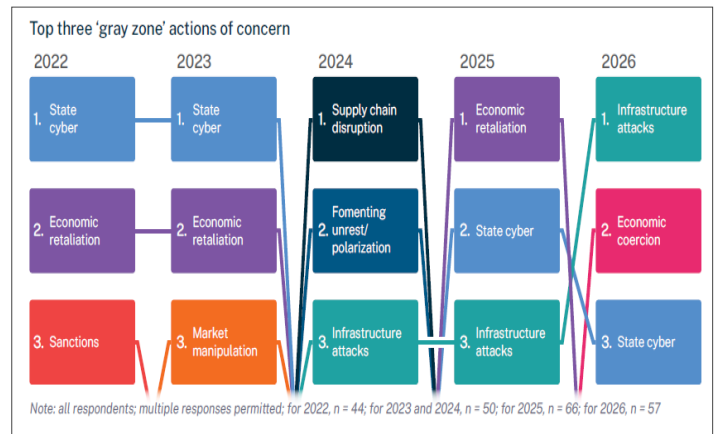 Top three ‘gray zone’ actions of concern
2022
2023
2024
2025
2026
1. State
cyber
1. State
cyber
1. Supply chain
disruption
1. Economic
retaliation
1. Infrastructure
attacks
2. Economic
retaliation
2. Economic
retaliation
2. Fomenting
unrest/
polarization
2. State cyber
2. Economic
coercion
3. Sanctions
3. Market
manipulation
3. Infrastructure
attacks
3. Infrastructure
attacks
3. State cyber
Note: all respondents; multiple responses permitted; for 2022, n = 44; for 2023 and 2024, n = 50; for 2025, n = 66; for 2026, n = 57